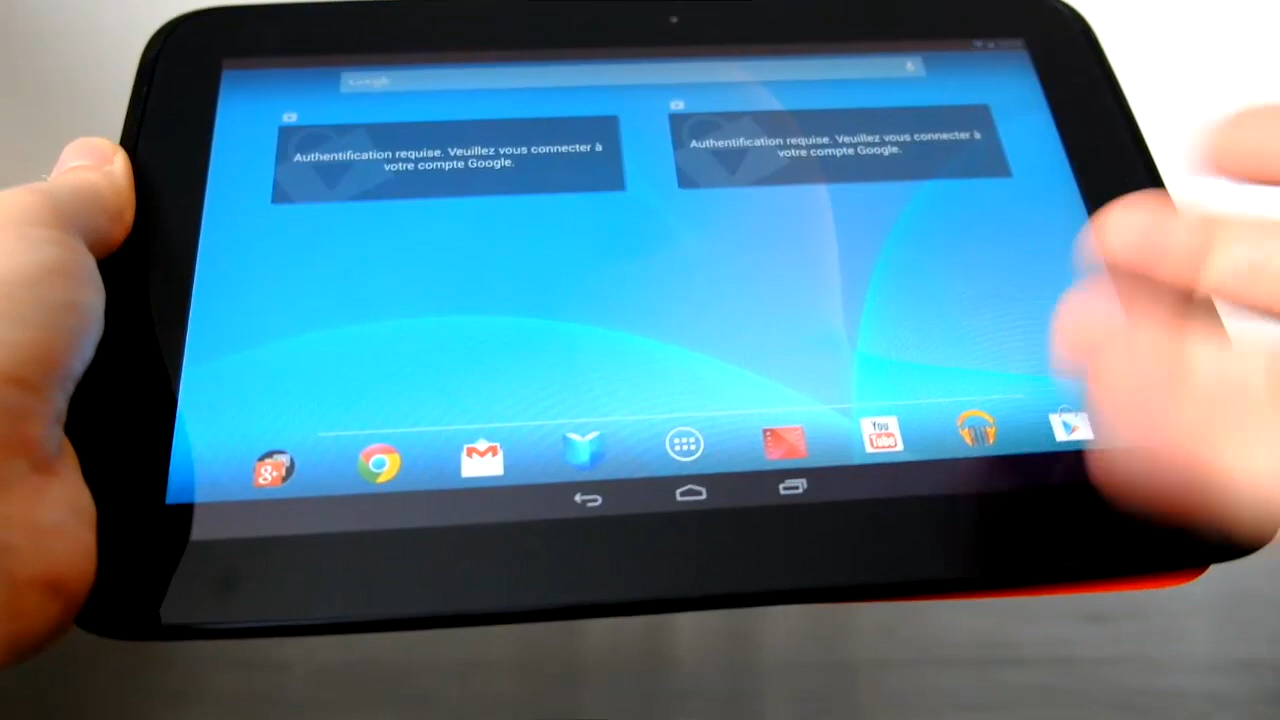 Google
Authentification requise. Veuillez vous connecter à
votre compte Google.
Authentification requise. Veuillez vous connecter à
votre compte Google.
8+
You
Tube